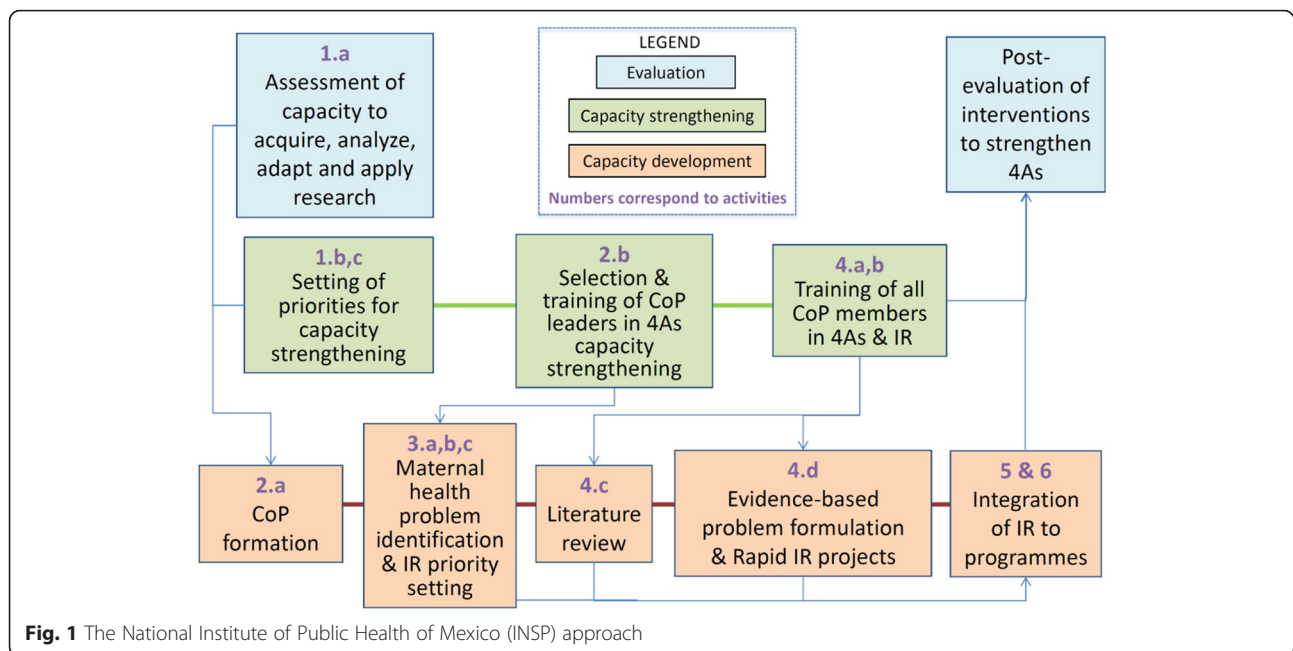 1.a
Assessment of
capacity to
acquire, analyze,
adapt and apply
research
LEGEND
Evaluation
Capacity strengthening
Capacity development
Numbers correspond to activities
Post-
evaluation of
interventions
to strengthen
4As
1.b,c
Setting of
priorities for
capacity
strengthening
2.b
Selection &
training of CoP
leaders in 4As
capacity
strengthening
4.a,b
Training of all
CoP members
in 4As & IR
2.a
CoP
formation
3.a,b,c
Maternal
health
problem
identification
& IR priority
setting
4.c
Literature
review
4.d
Evidence-based
problem formulation
& Rapid IR projects
5 & 6
Integration
of IR to
programmes
Fig. 1 The National Institute of Public Health of Mexico (INSP) approach